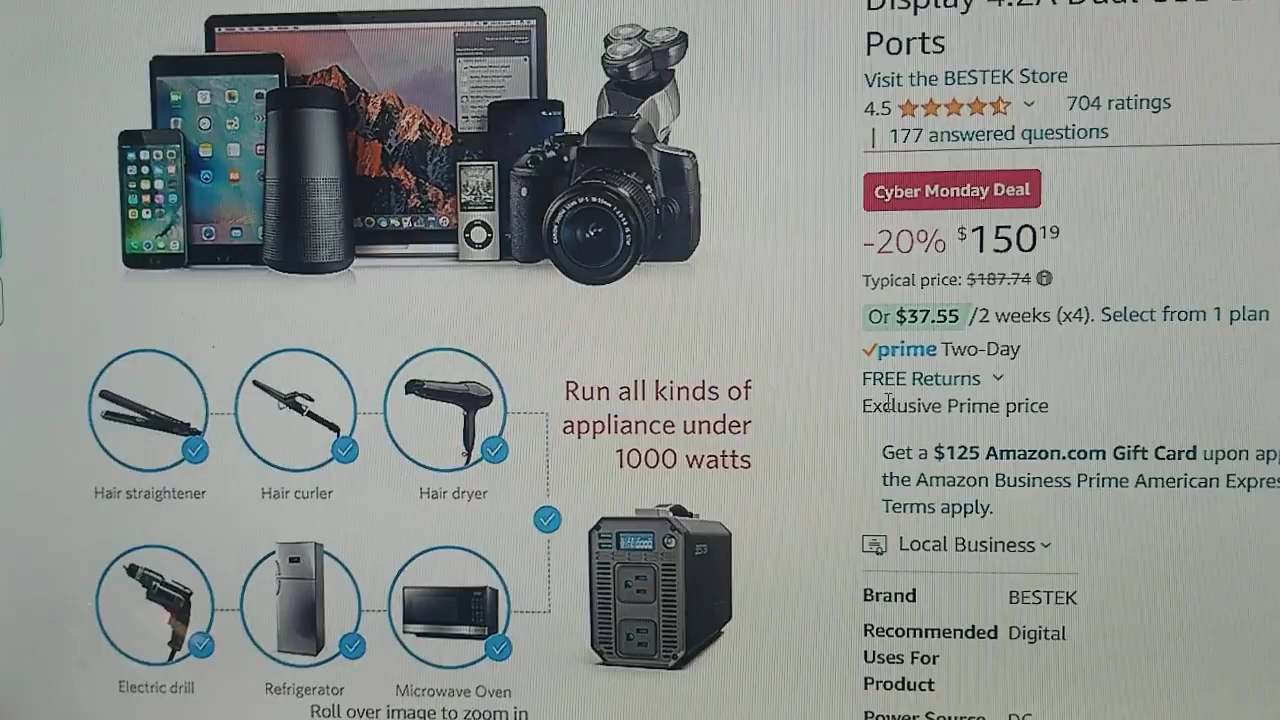 Ports
Visit the BESTEK Store
4.5 704 ratings
| 177 answered questions
Cyber Monday Deal
-20% $150 19
Typical price: $187.74
Or $37.55 /2 weeks (x4). Select from 1 plan
prime Two-Day
FREE Returns
Exclusive Prime price
Get a $125 Amazon.com Gift Card upon
the Amazon Business Prime American
Terms apply.
Local Business
Brand BESTEK
Recommended Digital
Uses For
Product
Power Source DC
Run all kinds of
appliance under
1000 watts
Hair straightener Hair curler Hair dryer
Electric drill Refrigerator Microwave Oven
Roll over image to zoom in